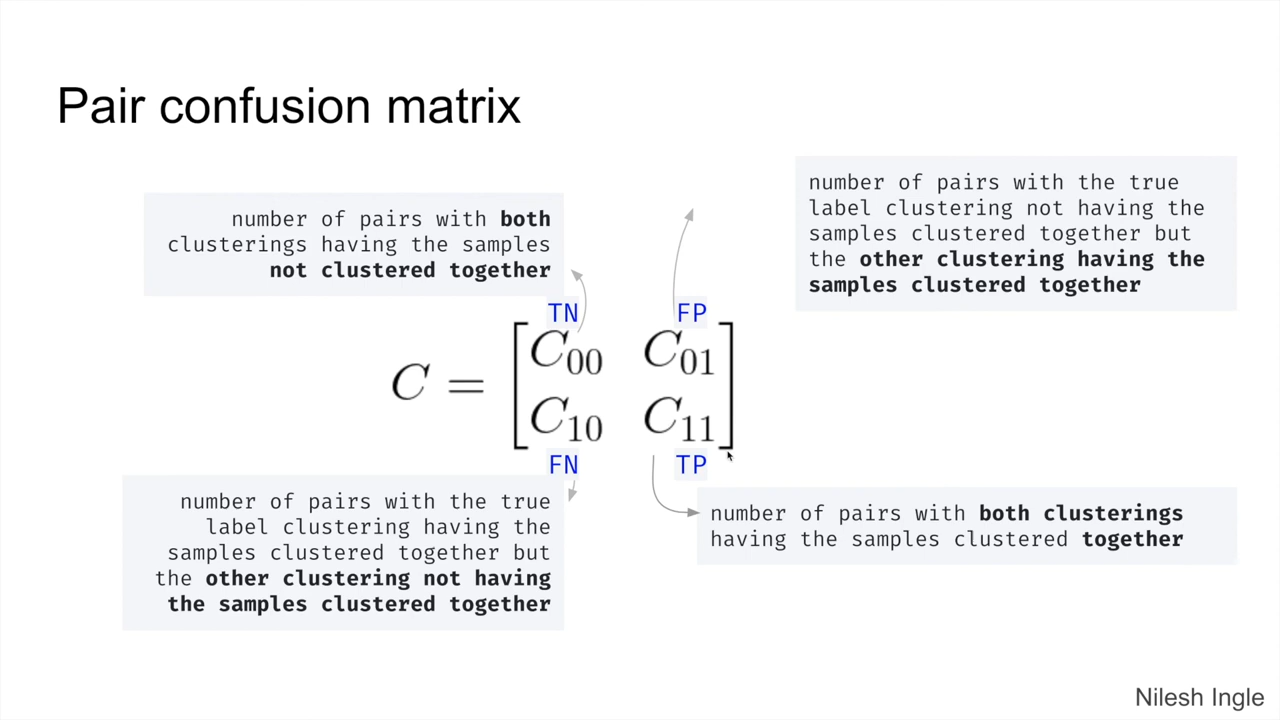 Pair confusion matrix
number of pairs with both
clusterings having the samples
not clustered together
number of pairs with the true
label clustering not having the
samples clustered together but
the other clustering having the
samples clustered together
TN FP
C = [ C00 C01
C10 C11 ]
FN TP
number of pairs with the true
label clustering having the
samples clustered together but
the other clustering not having
the samples clustered together
number of pairs with both clusterings
having the samples clustered together
Nilesh Ingle